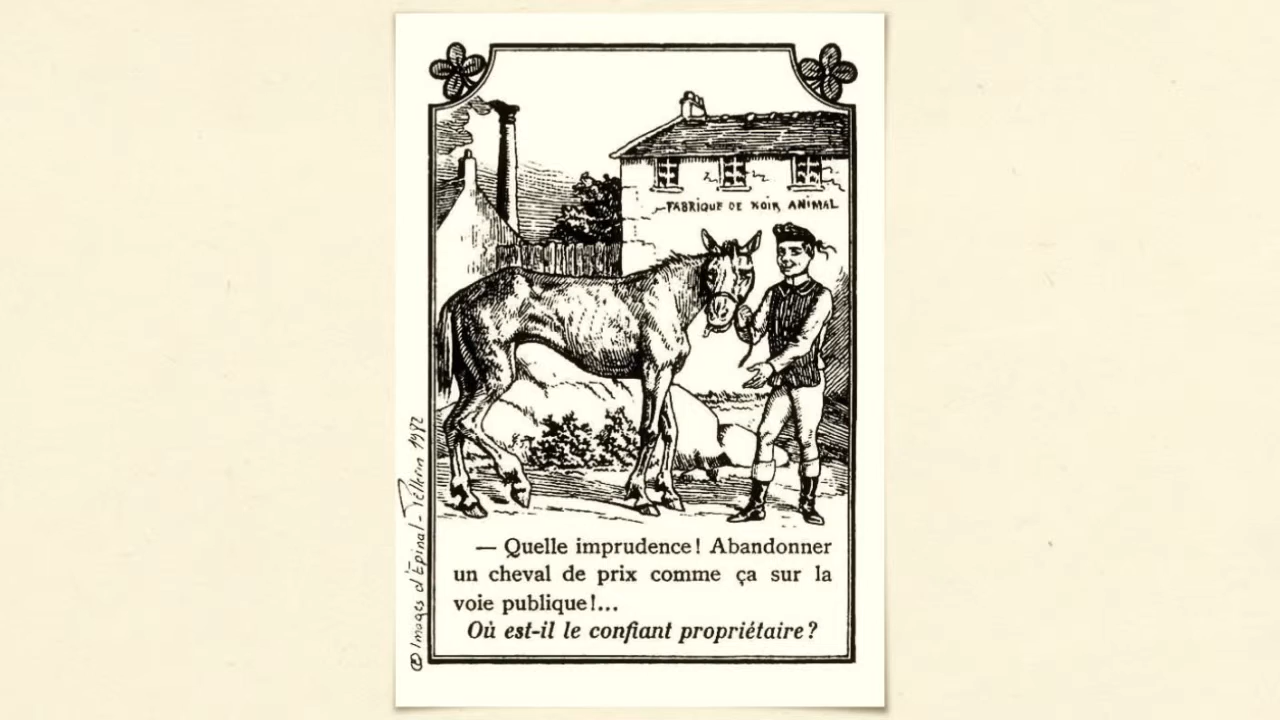 FABRIQUE DE NOIR ANIMAL
— Quelle imprudence! Abandonner
un cheval de prix comme ça sur la
voie publique!...
Où est-il le confiant propriétaire?
© Images d'Épinal - Pellerin 1982